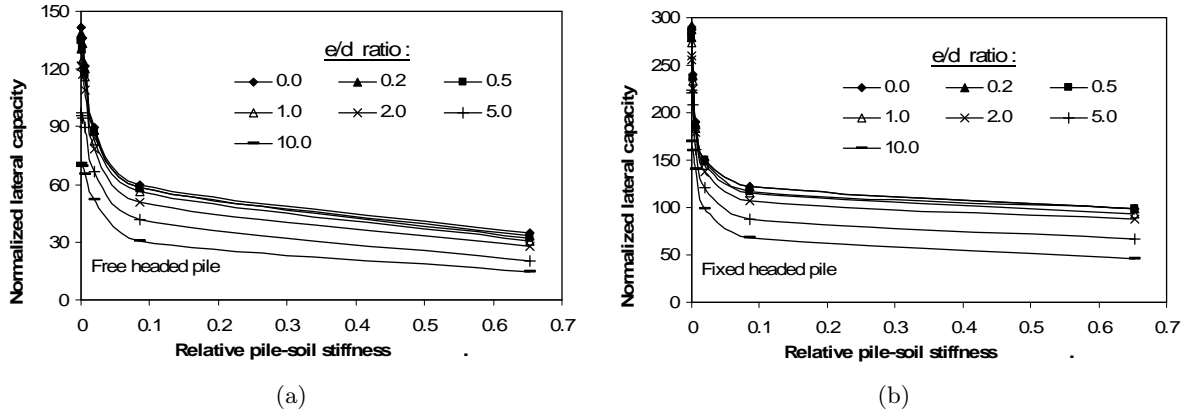 150
120
90
60
30
0
Normalized lateral capacity
e/d ratio:
0.0 0.2 0.5
1.0 2.0 5.0
10.0
Free headed pile
0 0.1 0.2 0.3 0.4 0.5 0.6 0.7
Relative pile-soil stiffness .
(a)
300
250
200
150
100
50
0
Normalized lateral capacity
e/d ratio:
0.0 0.2 0.5
1.0 2.0 5.0
10.0
Fixed headed pile
0 0.1 0.2 0.3 0.4 0.5 0.6 0.7
Relative pile-soil stiffness .
(b)